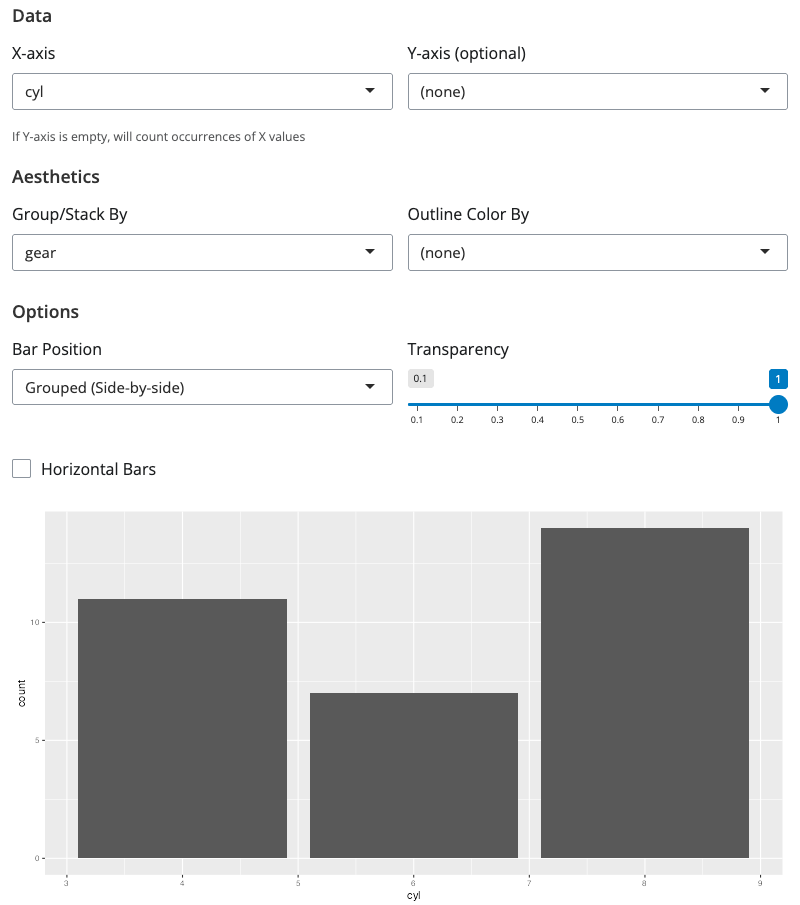 Data
X-axis Y-axis (optional)
cyl (none)
If Y-axis is empty, will count occurrences of X values
Aesthetics
Group/Stack By Outline Color By
gear (none)
Options
Bar Position Transparency
Grouped (Side-by-side) 0.1 1
0.1 0.2 0.3 0.4 0.5 0.6 0.7 0.8 0.9 1
Horizontal Bars
10
count
5
0
3 4 5 6 7 8 9
cyl